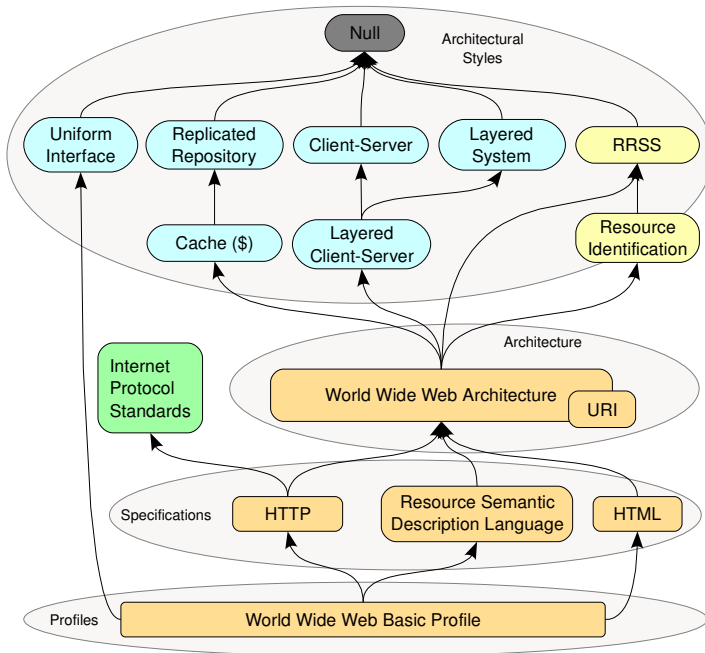 Null
Architectural
Styles
Uniform
Interface
Replicated
Repository
Client-Server
Layered
System
RRSS
Cache ($)
Layered
Client-Server
Resource
Identification
Architecture
Internet
Protocol
Standards
World Wide Web Architecture
URI
Specifications
HTTP
Resource Semantic
Description Language
HTML
Profiles
World Wide Web Basic Profile